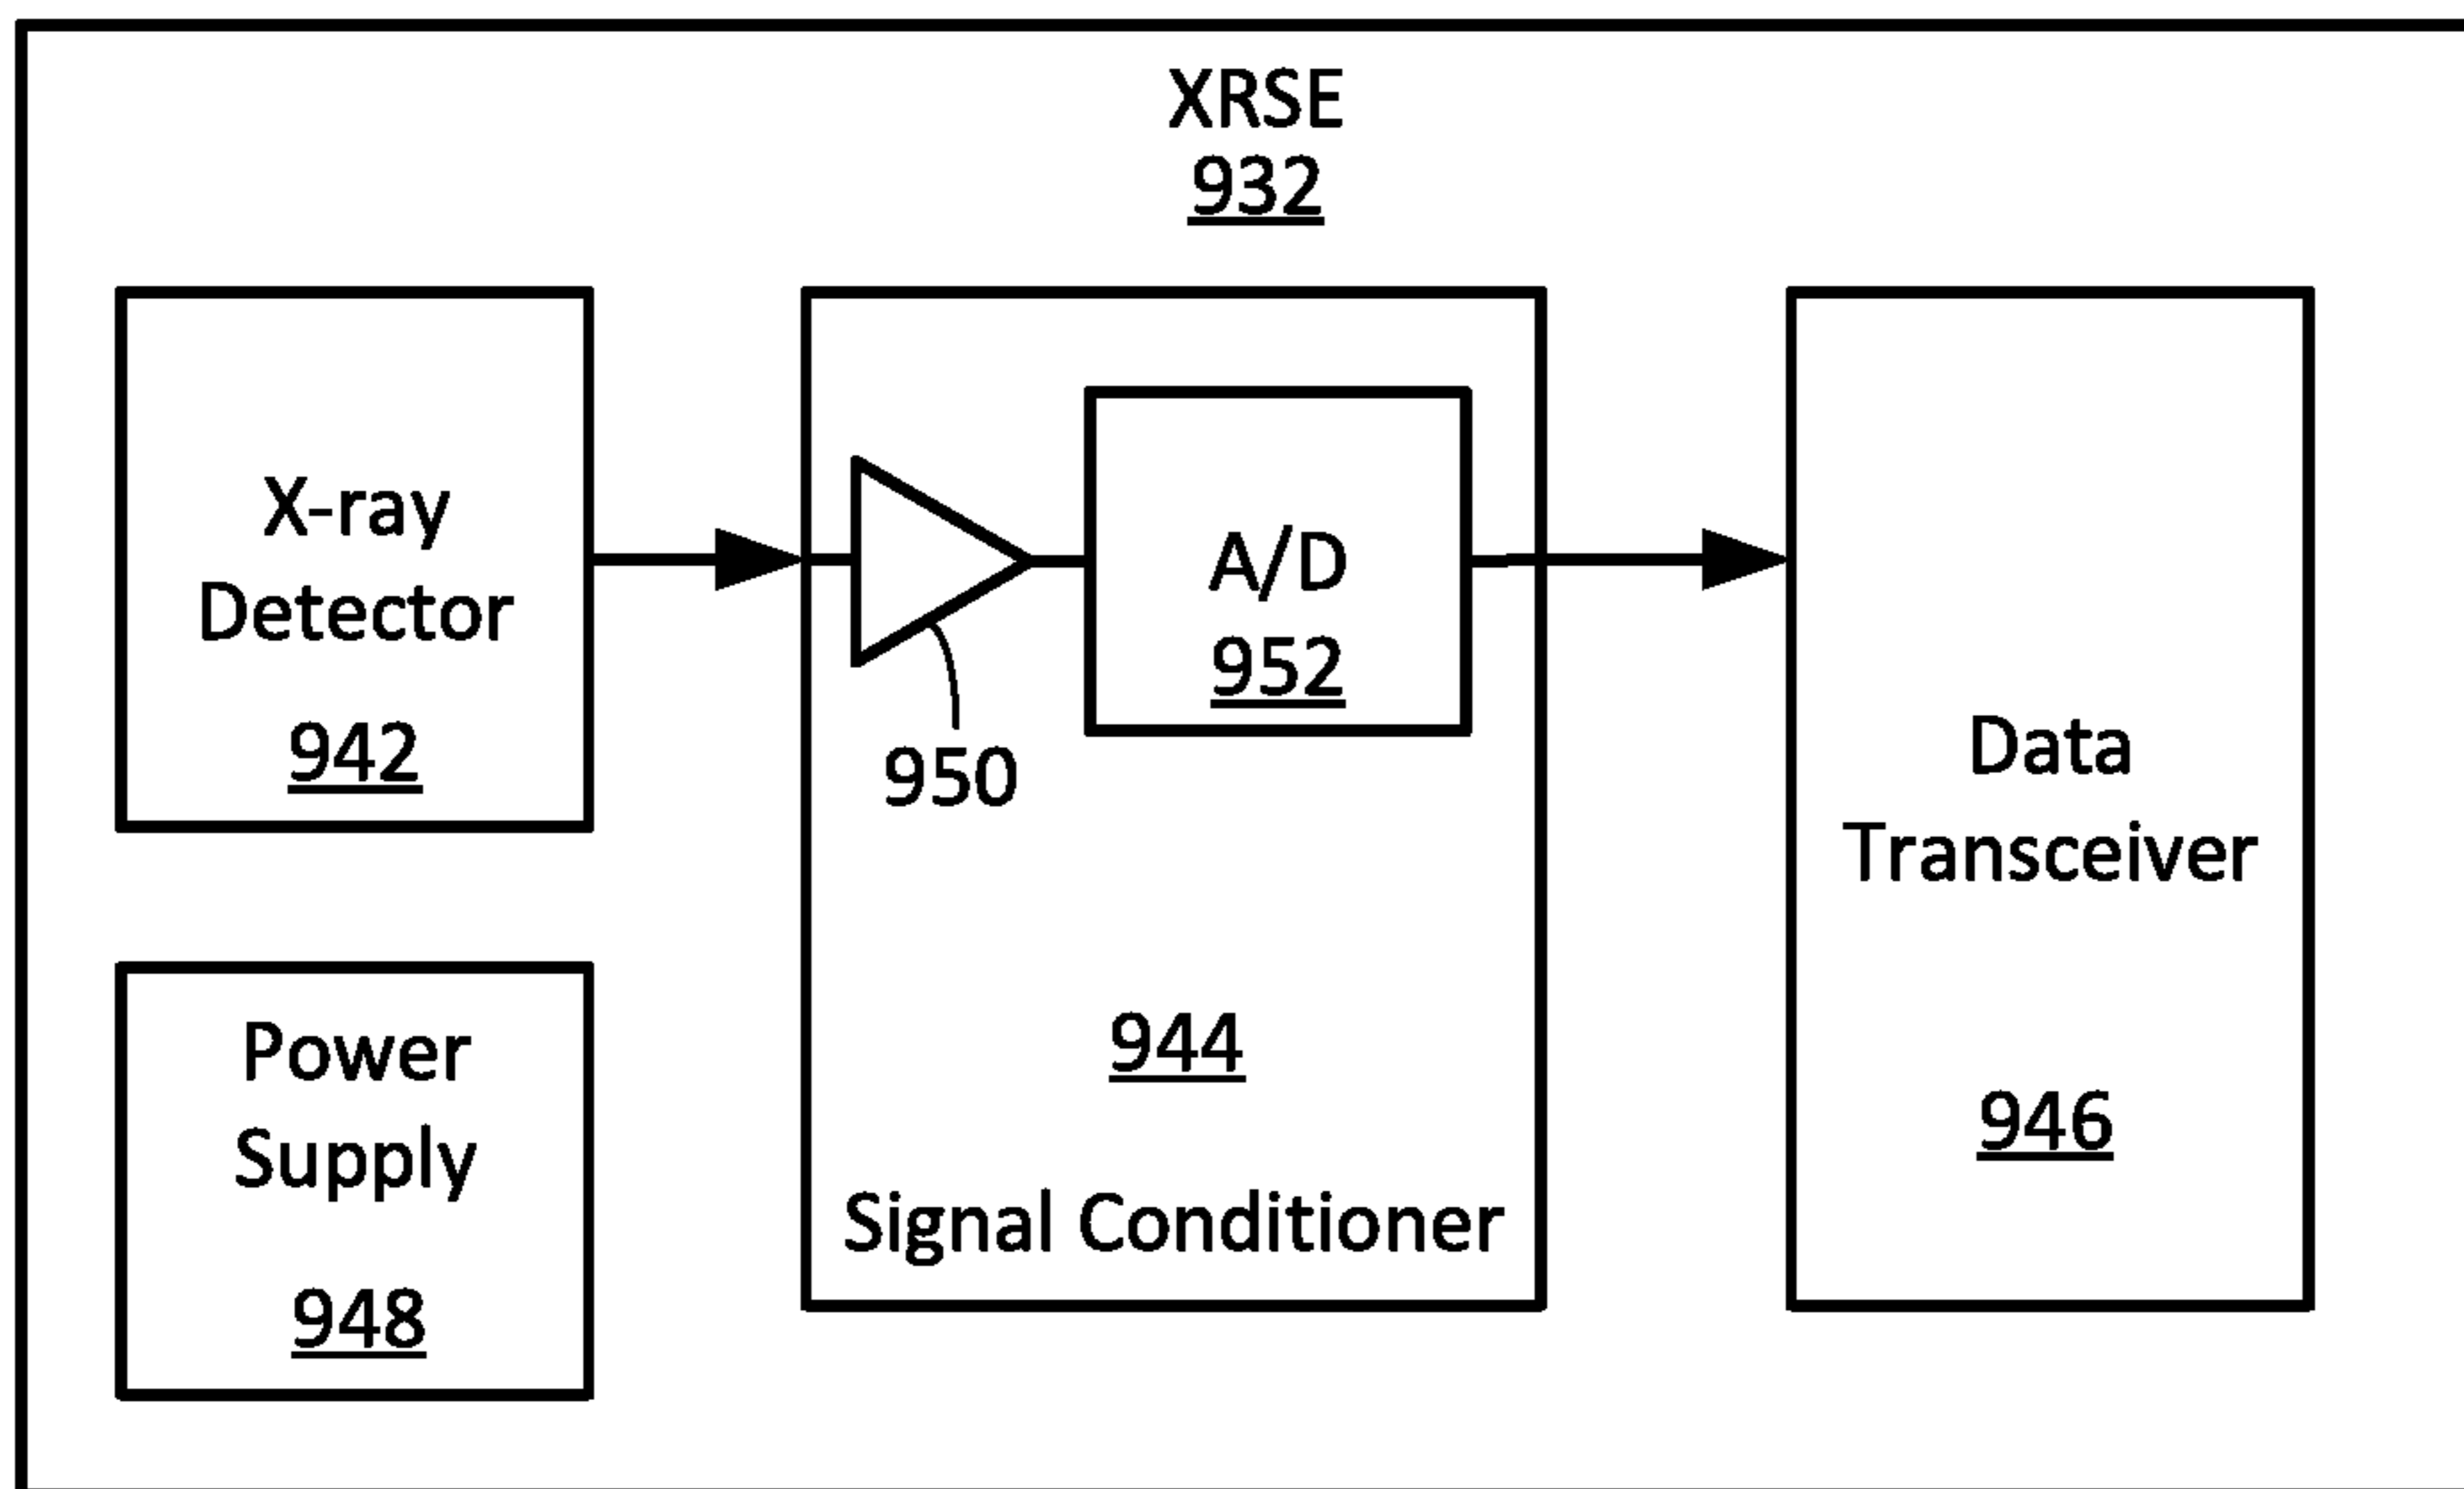 XRSE
932
X-ray
Detector
942
A/D
952
950
944
Signal Conditioner
Data
Transceiver
946
Power
Supply
948